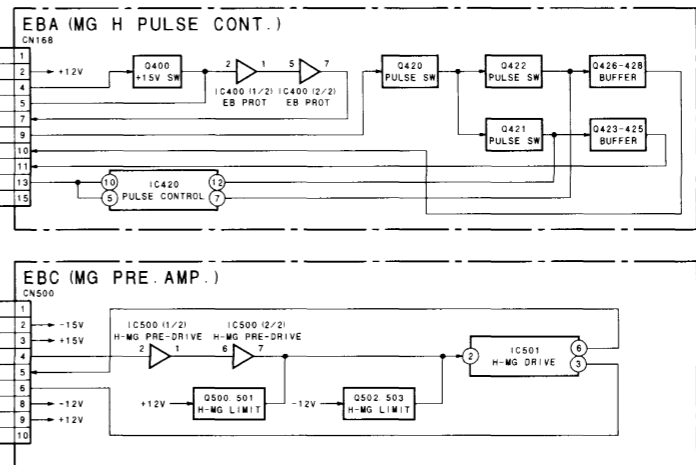 EBA (MG H PULSE CONT.)
CN168
1
2 +12V
4
5
7
9
10
11
13
15
Q400
+15V SW
2 1 5 7
IC400 (1/2) IC400 (2/2)
EB PROT EB PROT
Q420
PULSE SW
Q422
PULSE SW
Q426-428
BUFFER
Q421
PULSE SW
Q423-425
BUFFER
10 IC420 12
5 PULSE CONTROL 7
EBC (MG PRE. AMP.)
CN500
1
2 -15V
3 +15V
4
5
6
8 -12V
9 +12V
10
IC500 (1/2) IC500 (2/2)
H-MG PRE-DRIVE H-MG PRE-DRIVE
2 1 6 7
2 IC501 6
H-MG DRIVE 3
+12V Q500.501
H-MG LIMIT
-12V Q502.503
H-MG LIMIT